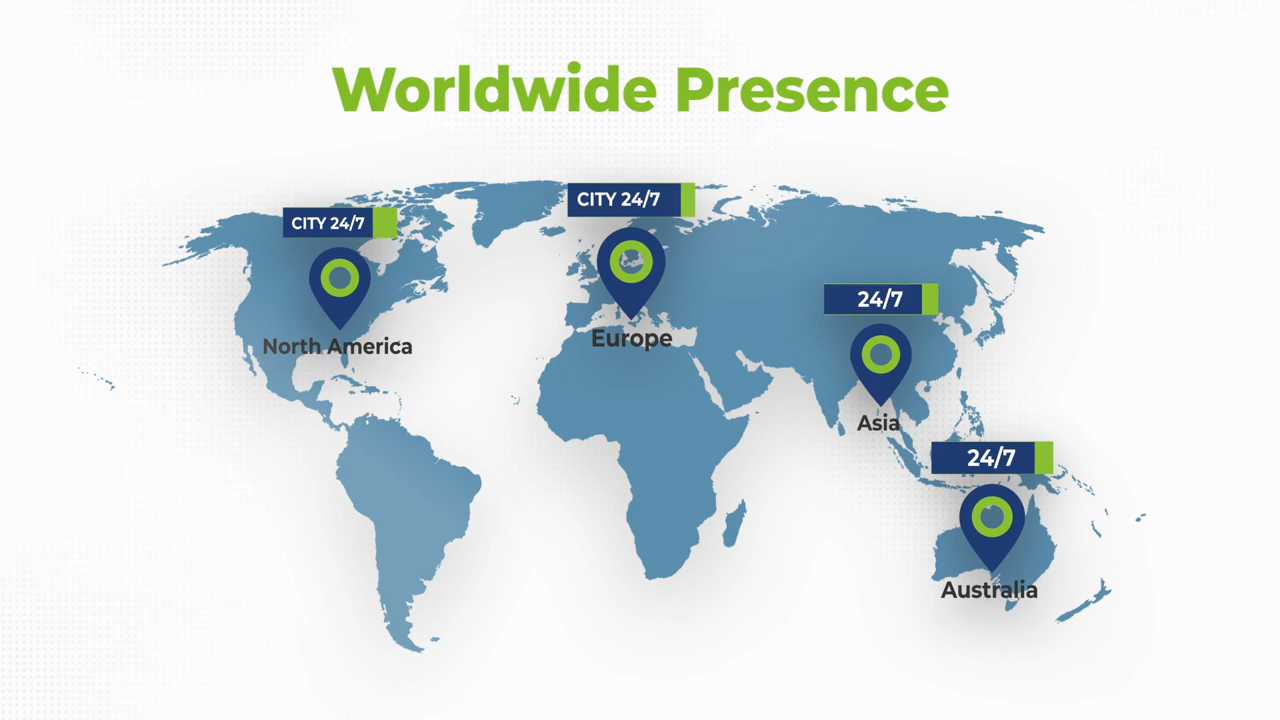 Worldwide Presence
CITY 24/7
North America
CITY 24/7
Europe
24/7
Asia
24/7
Australia